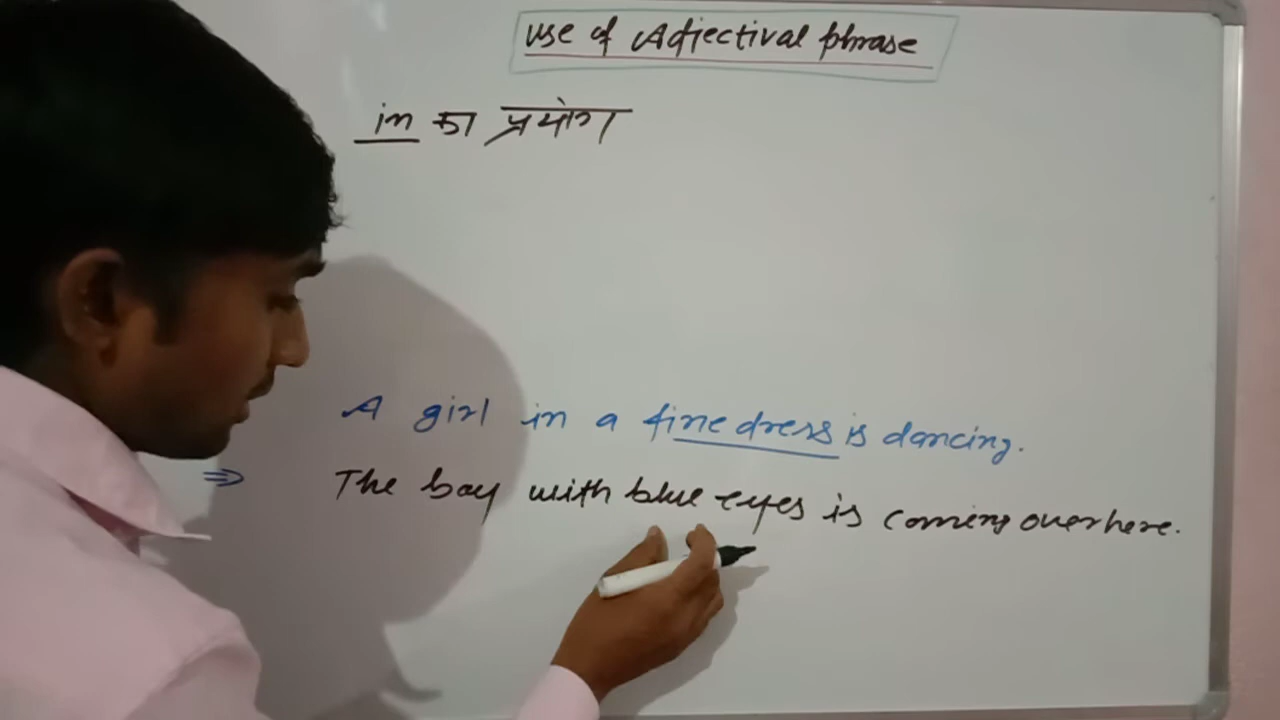 Use of Adjectival phrase
in का प्रयोग
A girl in a fine dress is dancing.
⇒ The boy with blue eyes is coming over here.